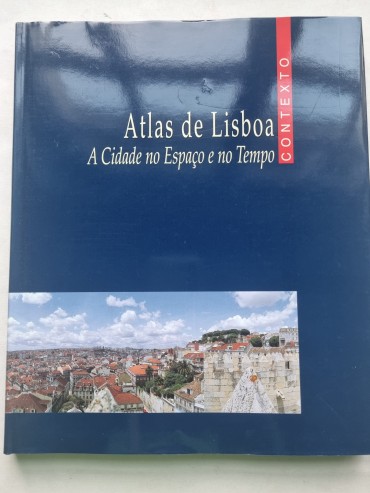 Atlas de Lisboa
A Cidade no Espaço e no Tempo
CONTEXTO